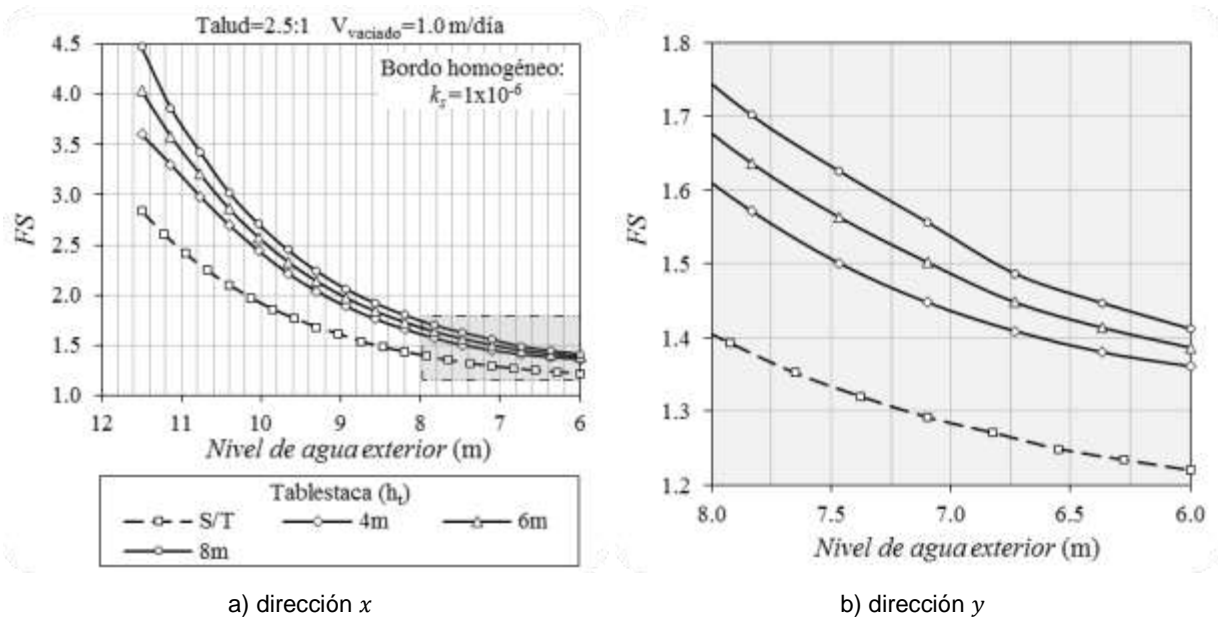 Talud=2.5:1 V_vaciado=1.0 m/día
Bordo homogéneo:
k_s=1x10^-6
FS
4.5
4.0
3.5
3.0
2.5
2.0
1.5
1.0
12 11 10 9 8 7 6
Nivel de agua exterior (m)
Tablestaca (h_t)
S/T 4m 6m
8m
a) dirección x
FS
1.8
1.7
1.6
1.5
1.4
1.3
1.2
8.0 7.5 7.0 6.5 6.0
Nivel de agua exterior (m)
b) dirección y